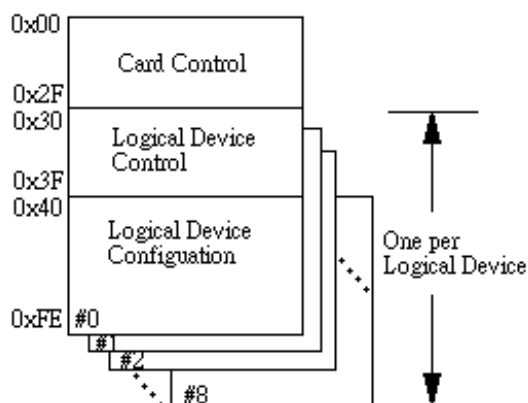 0x00
Card Control
0x2F
0x30
Logical Device
Control
0x3F
0x40
Logical Device
Configuation
One per
Logical Device
0xFE
#0
#1
#2
#8